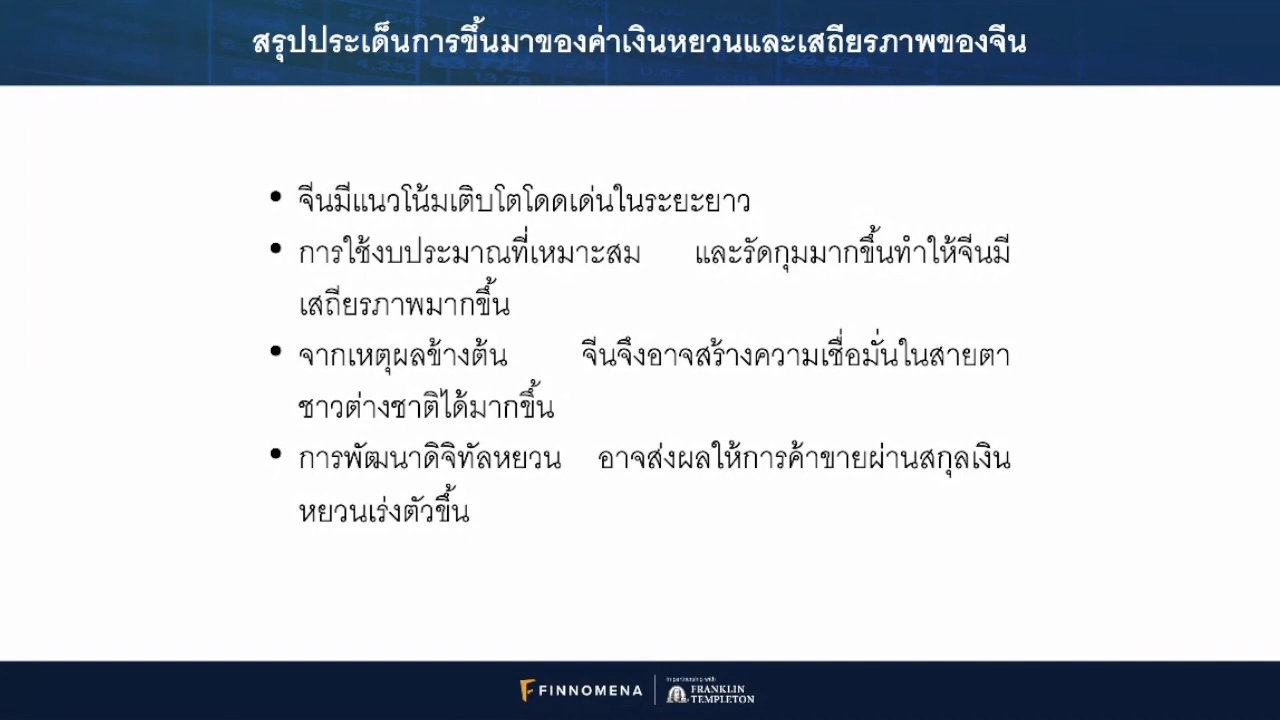 สรุปประเด็นการขึ้นมาของค่าเงินหยวนและเสถียรภาพของจีน
• จีนมีแนวโน้มเติบโตโดดเด่นในระยะยาว
• การใช้งบประมาณที่เหมาะสม และรัดกุมมากขึ้นทำให้จีนมี
เสถียรภาพมากขึ้น
• จากเหตุผลข้างต้น จีนจึงอาจสร้างความเชื่อมั่นในสายตา
ชาวต่างชาติได้มากขึ้น
• การพัฒนาดิจิทัลหยวน อาจส่งผลให้การค้าขายผ่านสกุลเงิน
หยวนเร่งตัวขึ้น
FINNOMENA
In partnership with
FRANKLIN
TEMPLETON